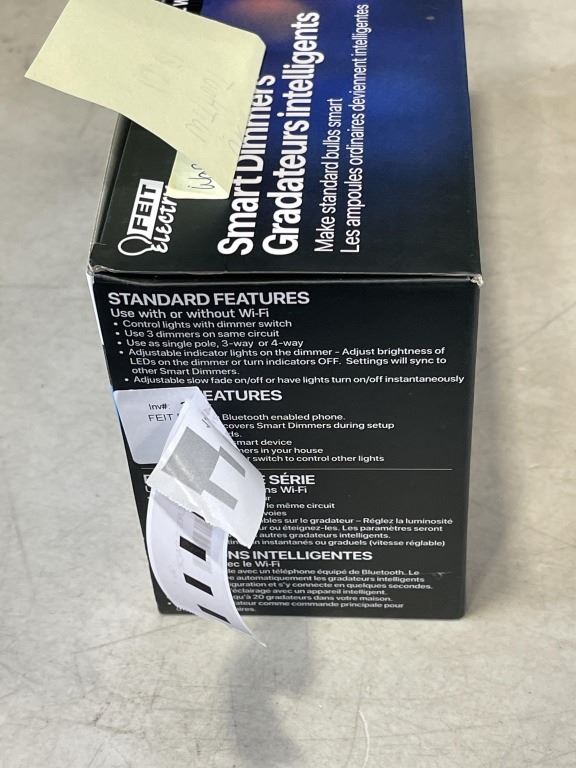 FEIT
electric
Smart Dimmers
Gradateurs intelligents
Make standard bulbs smart
Les ampoules ordinaires deviennent intelligentes
STANDARD FEATURES
Use with or without Wi-Fi
• Control lights with dimmer switch
• Use 3 dimmers on same circuit
• Use as single pole, 3-way or 4-way
• Adjustable indicator lights on the dimmer – Adjust brightness of
LEDs on the dimmer or turn indicators OFF. Settings will sync to
other Smart Dimmers.
• Adjustable slow fade on/off or have lights turn on/off instantaneously
FEATURES
Inv#:
FEIT
Bluetooth enabled phone.
covers Smart Dimmers during setup
smart device
mers in your house
switch to control other lights
SÉRIE
ns Wi-Fi
le même circuit
voies
ables sur le gradateur – Réglez la luminosité
ur ou éteignez-les. Les paramètres seront
autres gradateurs intelligents.
on instantanés ou graduels (vitesse réglable)
NS INTELLIGENTES
ec le Wi-Fi
le avec un téléphone équipé de Bluetooth. Le
e automatiquement les gradateurs intelligents
iguration et s'y connecte en quelques secondes.
éclairage avec un appareil intelligent.
qu'à 20 gradateurs dans votre maison.
ateur comme commande principale pour